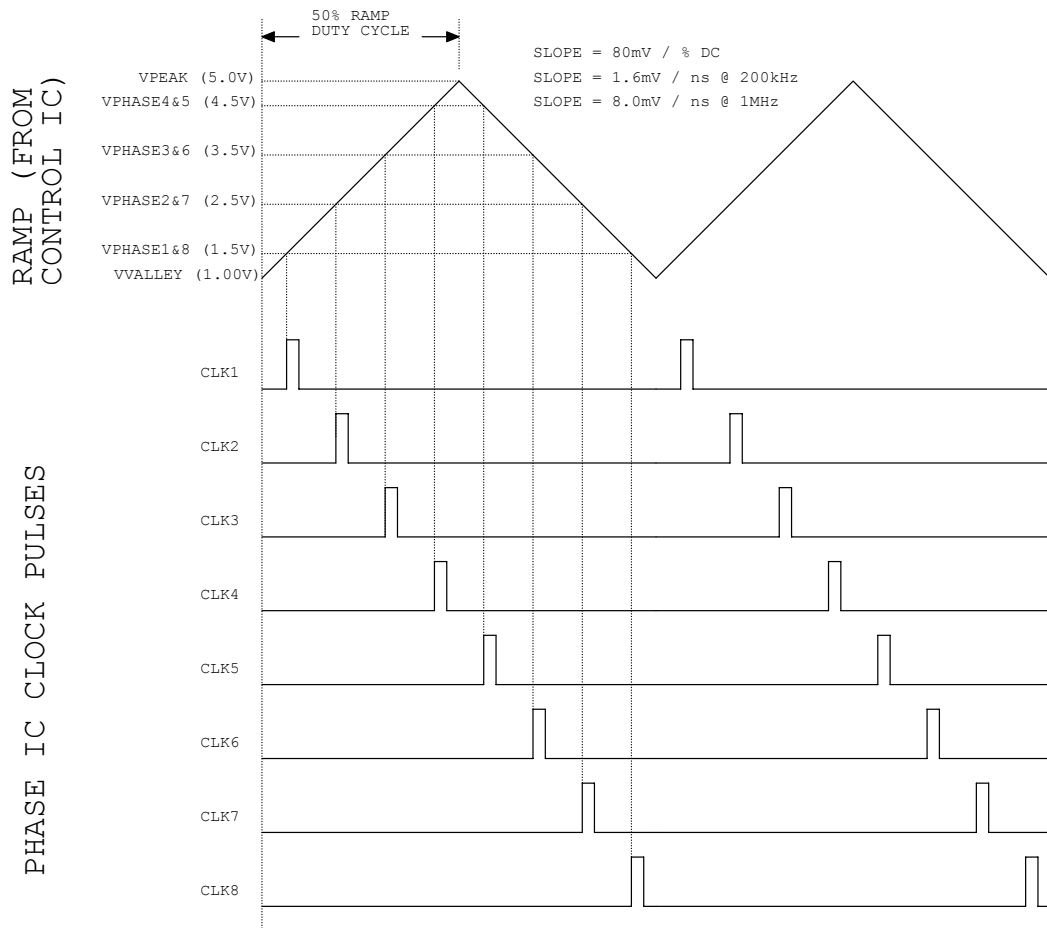 50% RAMP
DUTY CYCLE
SLOPE = 80mV / % DC
SLOPE = 1.6mV / ns @ 200kHz
SLOPE = 8.0mV / ns @ 1MHz
RAMP (FROM
CONTROL IC)
VPEAK (5.0V)
VPHASE4&5 (4.5V)
VPHASE3&6 (3.5V)
VPHASE2&7 (2.5V)
VPHASE1&8 (1.5V)
VVALLEY (1.00V)
PHASE IC CLOCK PULSES
CLK1
CLK2
CLK3
CLK4
CLK5
CLK6
CLK7
CLK8